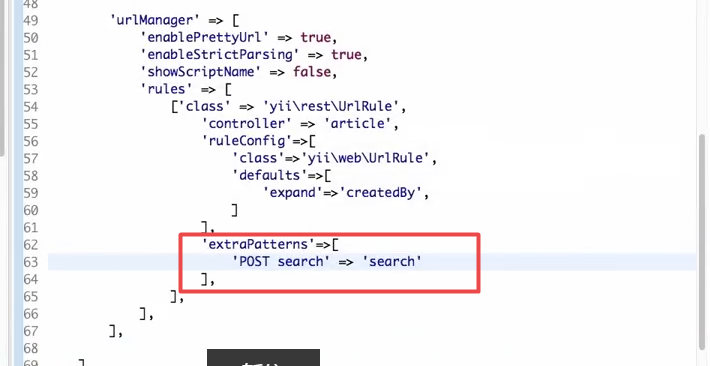 48
49 'urlManager' => [
50 'enablePrettyUrl' => true,
51 'enableStrictParsing' => true,
52 'showScriptName' => false,
53 'rules' => [
54 ['class' => 'yii\rest\UrlRule',
55 'controller' => 'article',
56 'ruleConfig'=>[
57 'class'=>'yii\web\UrlRule',
58 'defaults'=>[
59 'expand'=>'createdBy',
60 ]
61 ],
62 'extraPatterns'=>[
63 'POST search' => 'search'
64 ],
65 ],
66 ],
67 ],
68
69 ]